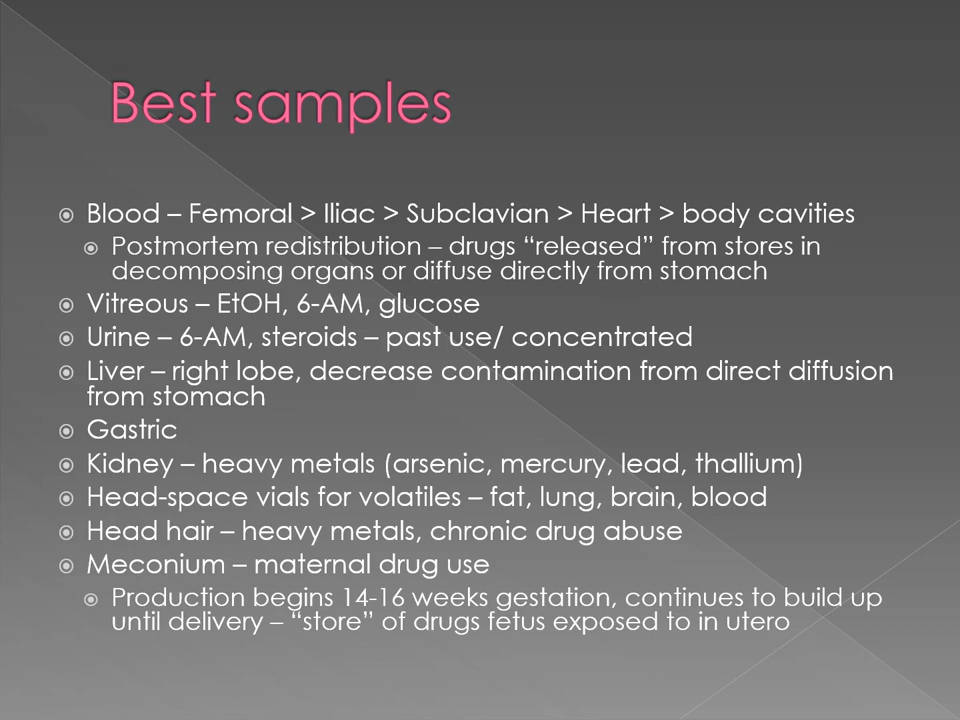 Best samples
Blood – Femoral > Iliac > Subclavian > Heart > body cavities
Postmortem redistribution – drugs “released” from stores in
decomposing organs or diffuse directly from stomach
Vitreous – EtOH, 6-AM, glucose
Urine – 6-AM, steroids – past use/ concentrated
Liver – right lobe, decrease contamination from direct diffusion
from stomach
Gastric
Kidney – heavy metals (arsenic, mercury, lead, thallium)
Head-space vials for volatiles – fat, lung, brain, blood
Head hair – heavy metals, chronic drug abuse
Meconium – maternal drug use
Production begins 14-16 weeks gestation, continues to build up
until delivery – “store” of drugs fetus exposed to in utero